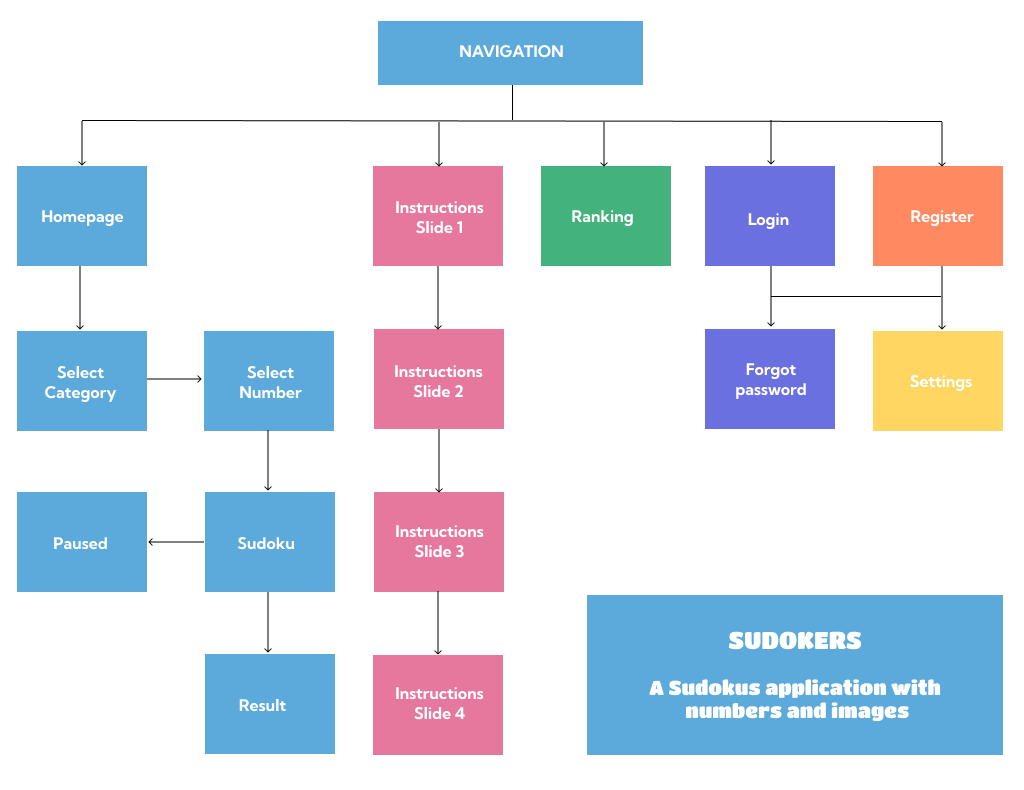 NAVIGATION
Homepage
Instructions
Slide 1
Ranking
Login
Register
Select
Category
Select
Number
Instructions
Slide 2
Forgot
password
Settings
Paused
Sudoku
Instructions
Slide 3
Result
Instructions
Slide 4
SUDOKERS
A Sudokus application with
numbers and images